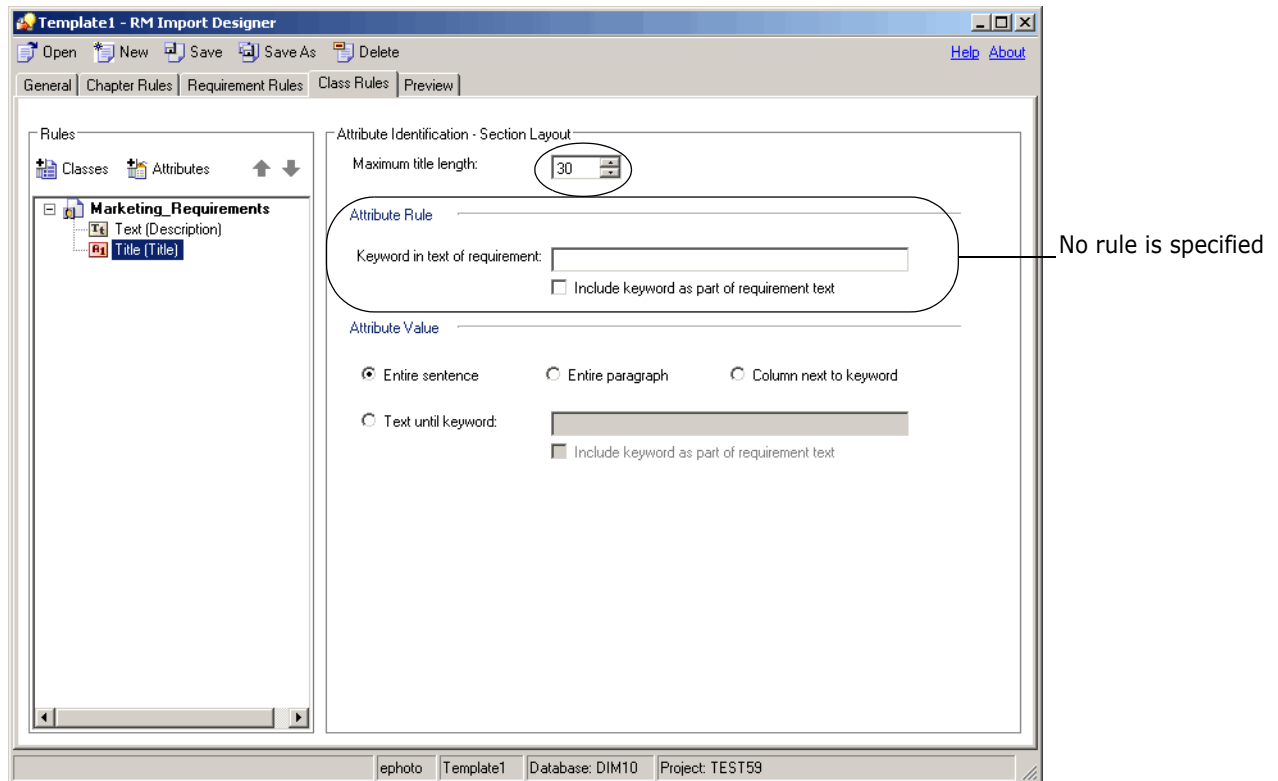 Template1 - RM Import Designer
Open New Save Save As Delete Help About
General Chapter Rules Requirement Rules Class Rules Preview
Rules
Classes Attributes
Marketing_Requirements
Text (Description)
Title (Title)
Attribute Identification - Section Layout
Maximum title length: 30
Attribute Rule
Keyword in text of requirement:
Include keyword as part of requirement text
No rule is specified
Attribute Value
Entire sentence Entire paragraph Column next to keyword
Text until keyword:
Include keyword as part of requirement text
ephoto Template1 Database: DIM10 Project: TEST59